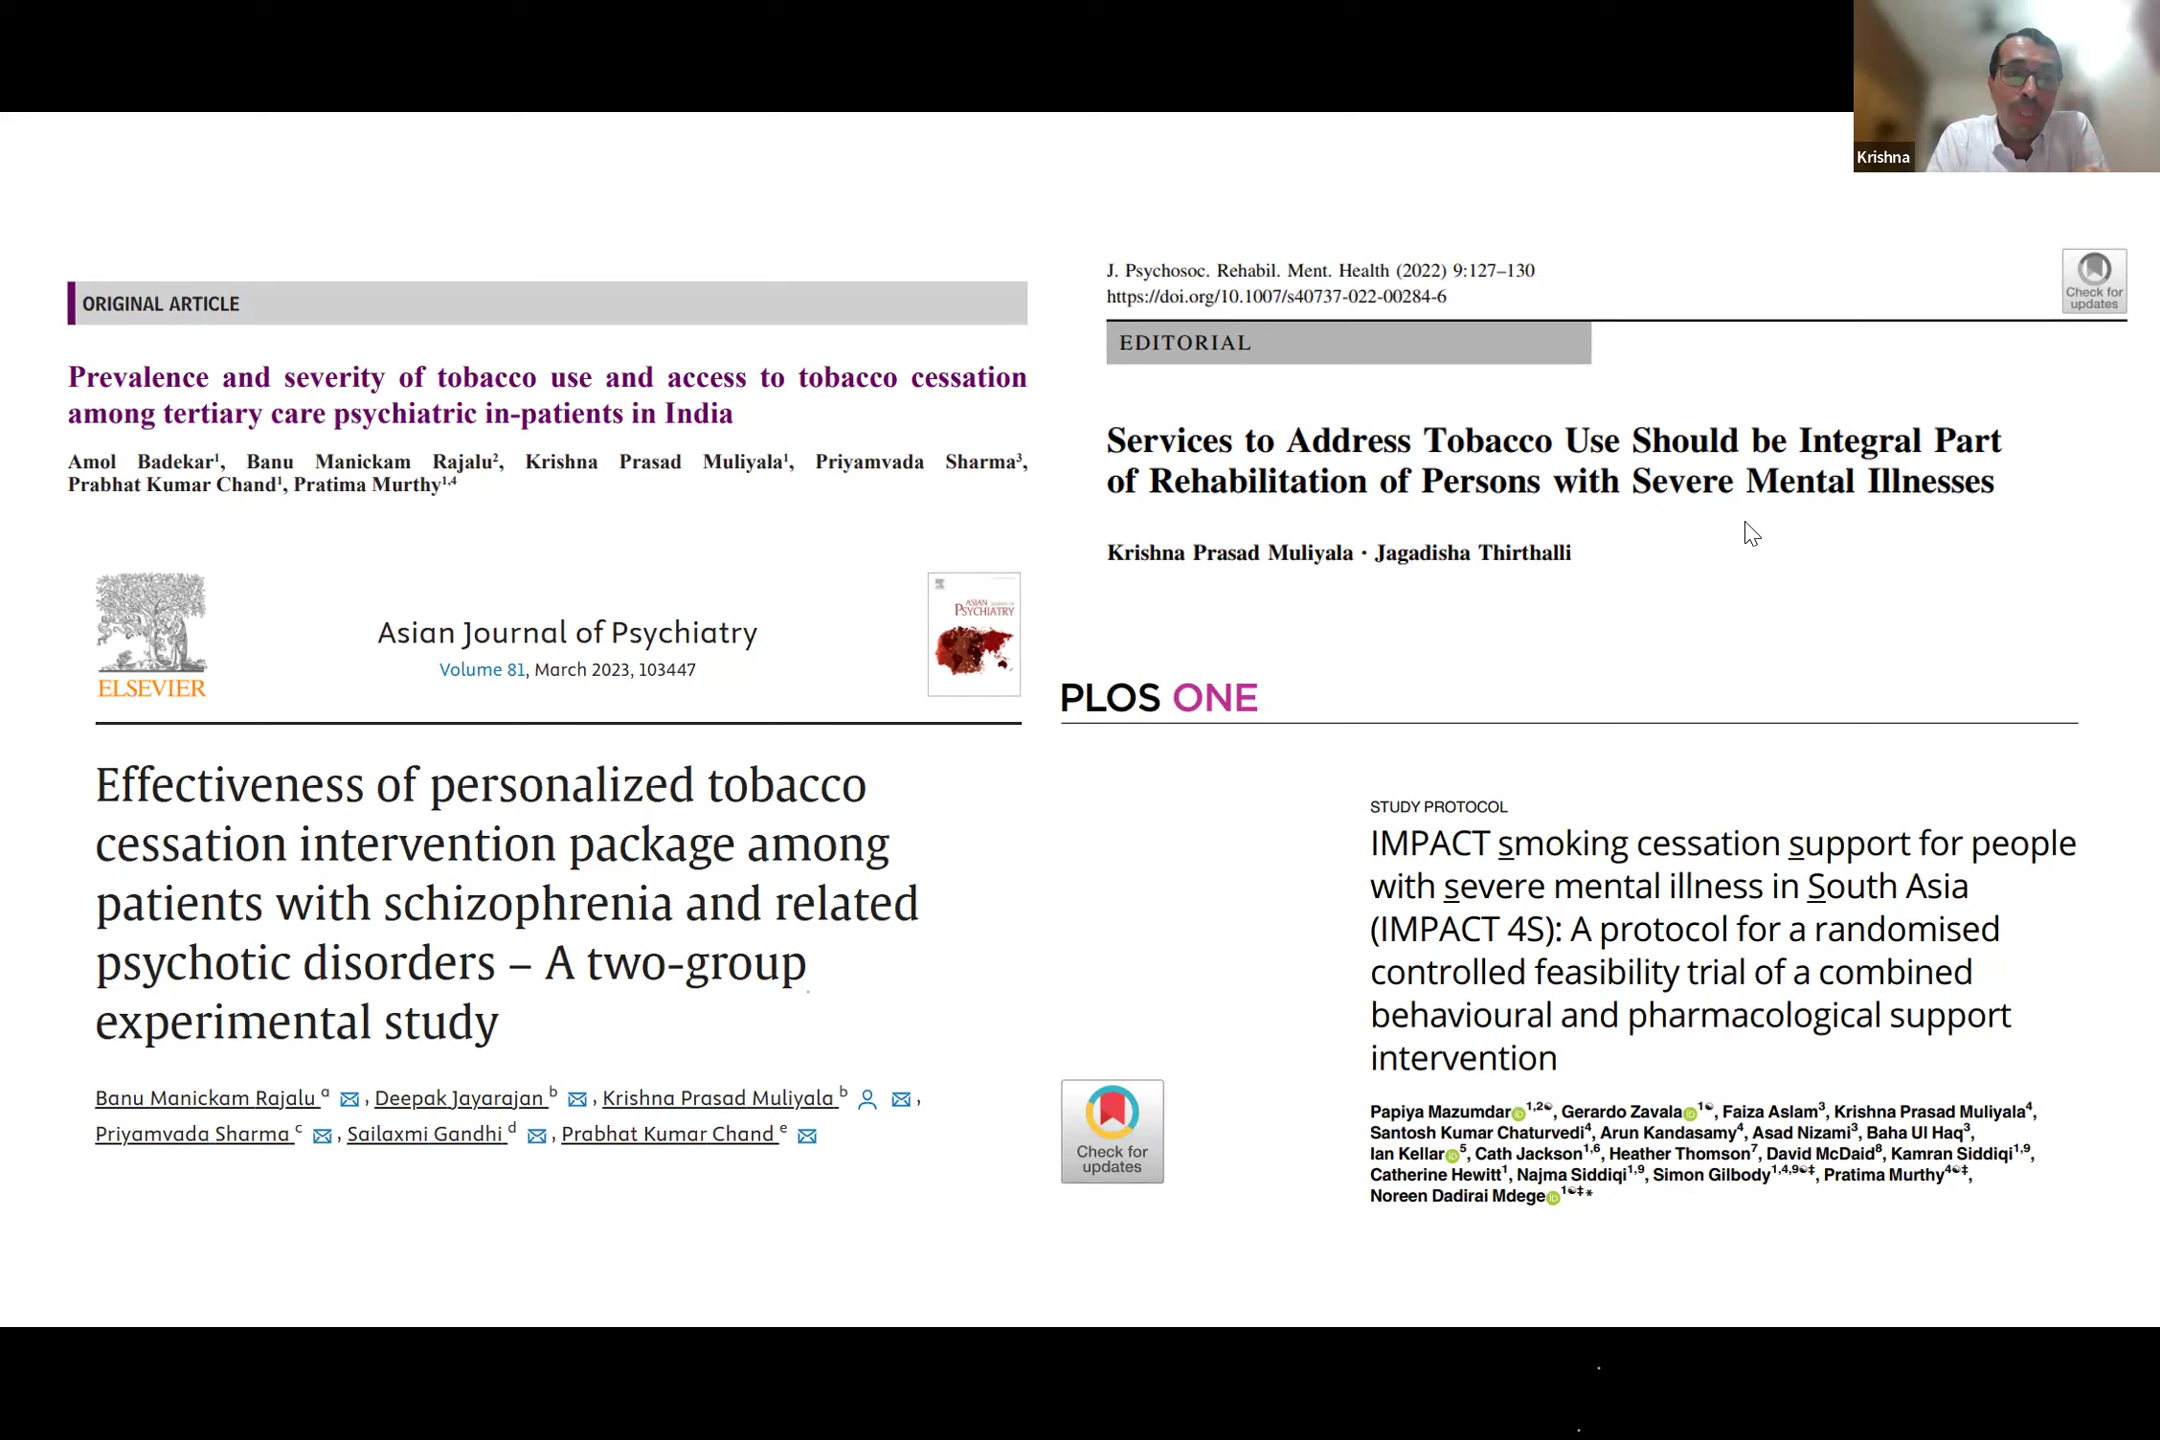 Krishna
ORIGINAL ARTICLE
Prevalence and severity of tobacco use and access to tobacco cessation
among tertiary care psychiatric in-patients in India
Amol Badekar1, Banu Manickam Rajalu2, Krishna Prasad Muliyala1, Priyamvada Sharma3,
Prabhat Kumar Chand1, Pratima Murthy1,4
ELSEVIER
Asian Journal of Psychiatry
Volume 81, March 2023, 103447
ASIAN JOURNAL OF
PSYCHIATRY
Effectiveness of personalized tobacco
cessation intervention package among
patients with schizophrenia and related
psychotic disorders – A two-group
experimental study
Banu Manickam Rajalu a, Deepak Jayarajan b, Krishna Prasad Muliyala b,
Priyamvada Sharma c, Sailaxmi Gandhi d, Prabhat Kumar Chand e
J. Psychosoc. Rehabil. Ment. Health (2022) 9:127–130
https://doi.org/10.1007/s40737-022-00284-6
Check for
updates
EDITORIAL
Services to Address Tobacco Use Should be Integral Part
of Rehabilitation of Persons with Severe Mental Illnesses
Krishna Prasad Muliyala · Jagadisha Thirthalli
PLOS ONE
STUDY PROTOCOL
IMPACT smoking cessation support for people
with severe mental illness in South Asia
(IMPACT 4S): A protocol for a randomised
controlled feasibility trial of a combined
behavioural and pharmacological support
intervention
Check for
updates
Papiya Mazumdar1,2☯, Gerardo Zavala1☯, Faiza Aslam3, Krishna Prasad Muliyala4,
Santosh Kumar Chaturvedi4, Arun Kandasamy4, Asad Nizami3, Baha Ul Haq3,
Ian Kellar5, Cath Jackson1,6, Heather Thomson7, David McDaid8, Kamran Siddiqi1,9,
Catherine Hewitt1, Najma Siddiqi1,9, Simon Gilbody1,4,9☯‡, Pratima Murthy4☯‡,
Noreen Dadirai Mdege1☯‡*